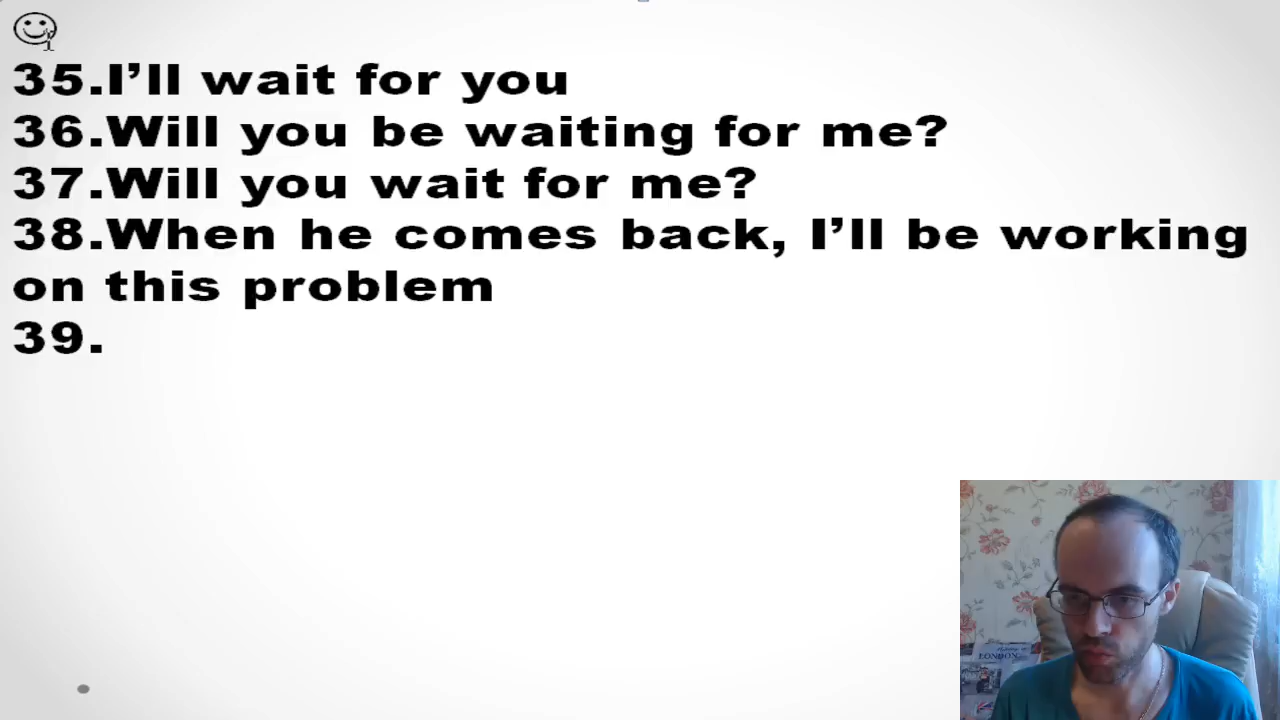 35.I’ll wait for you
36.Will you be waiting for me?
37.Will you wait for me?
38.When he comes back, I’ll be working
on this problem
39.
LONDON